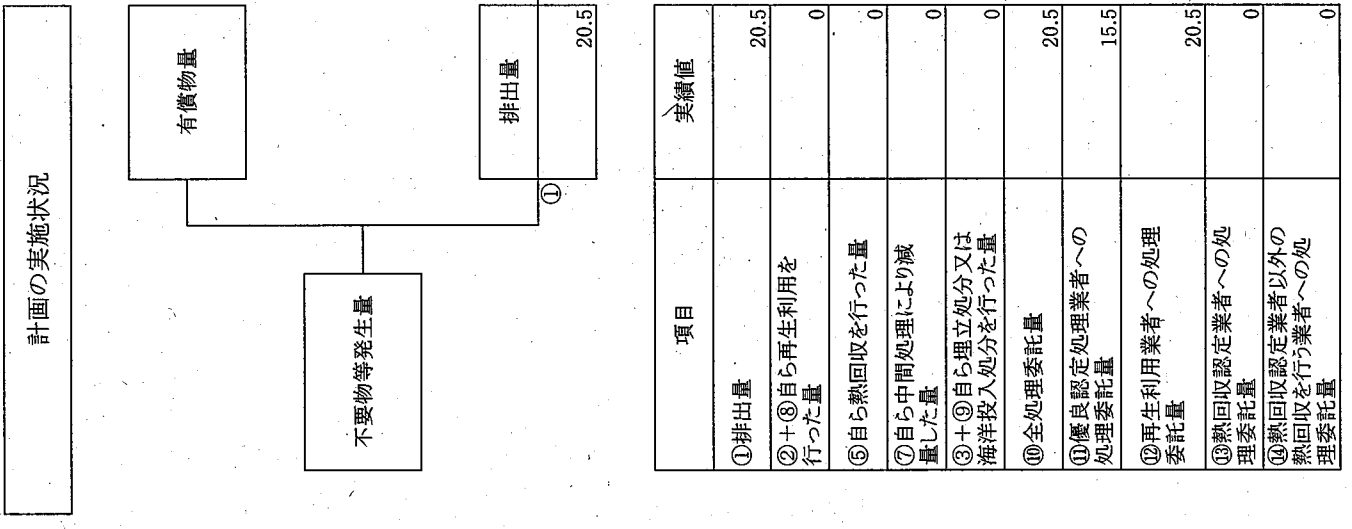 計画の実施状況
不要物等発生量
有償物量
①
排出量
20.5
項目
実績値
①排出量
20.5
②+⑧自ら再生利用を
行った量
0
⑤自ら熱回収を行った量
0
⑦自ら中間処理により減
量した量
0
③+⑨自ら埋立処分又は
海洋投入処分を行った量
0
⑩全処理委託量
20.5
⑪優良認定処理業者への
処理委託量
15.5
⑫再生利用業者への処理
委託量
20.5
⑬熱回収認定業者への処
理委託量
0
⑭熱回収認定業者以外の
熱回収を行う業者への処
理委託量
0